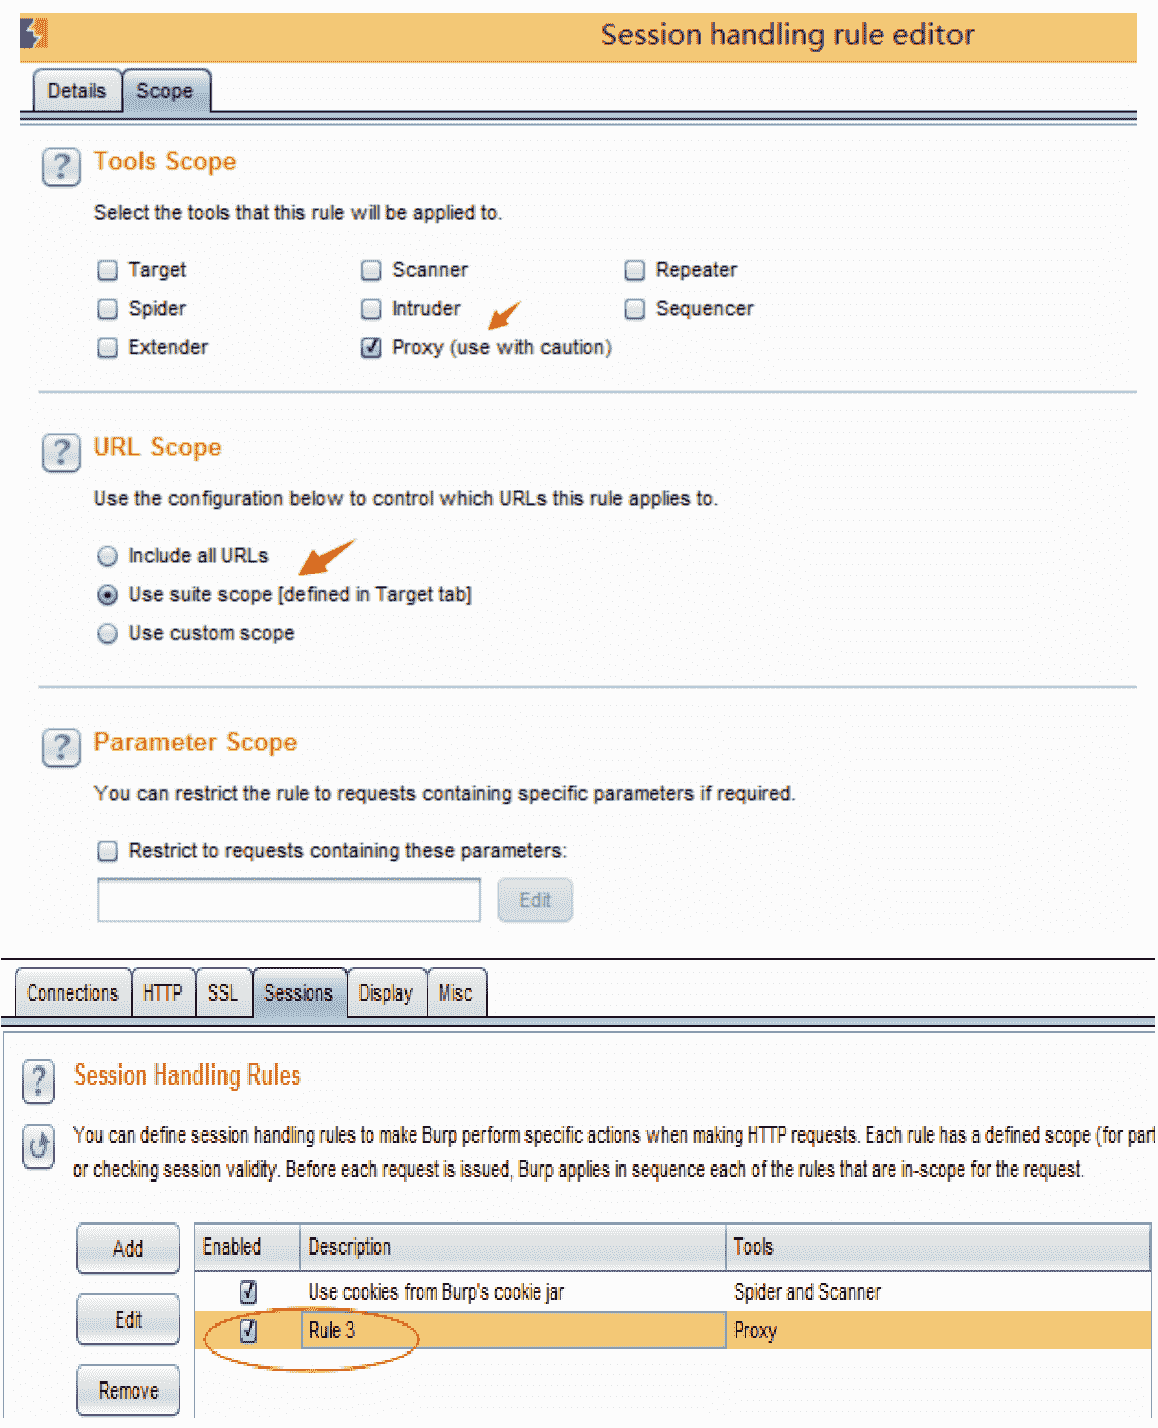 Session handling rule editor
Details Scope
? Tools Scope
Select the tools that this rule will be applied to.
Target Scanner Repeater
Spider Intruder Sequencer
Extender Proxy (use with caution)
? URL Scope
Use the configuration below to control which URLs this rule applies to.
Include all URLs
Use suite scope [defined in Target tab]
Use custom scope
? Parameter Scope
You can restrict the rule to requests containing specific parameters if required.
Restrict to requests containing these parameters:
Edit
Connections HTTP SSL Sessions Display Misc
? Session Handling Rules
You can define session handling rules to make Burp perform specific actions when making HTTP requests. Each rule has a defined scope (for part
or checking session validity. Before each request is issued, Burp applies in sequence each of the rules that are in-scope for the request.
Add Enabled Description Tools
Use cookies from Burp's cookie jar Spider and Scanner
Edit Rule 3 Proxy
Remove